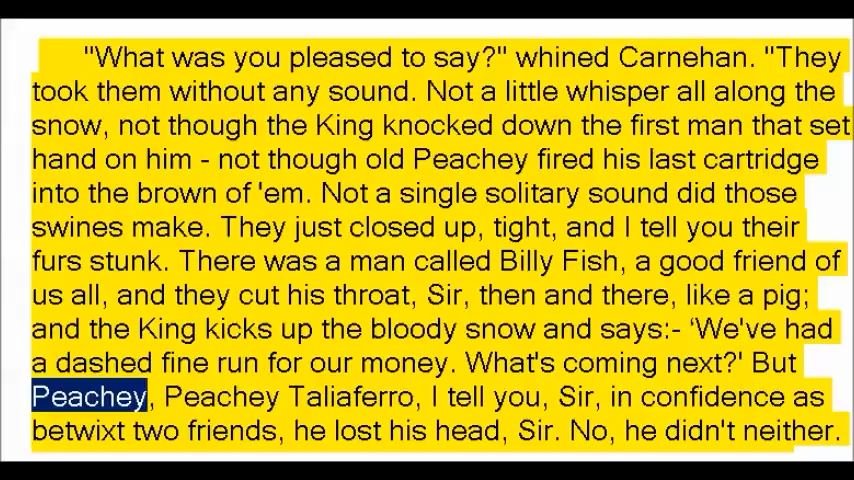 "What was you pleased to say?" whined Carnehan. "They
took them without any sound. Not a little whisper all along the
snow, not though the King knocked down the first man that set
hand on him - not though old Peachey fired his last cartridge
into the brown of 'em. Not a single solitary sound did those
swines make. They just closed up, tight, and I tell you their
furs stunk. There was a man called Billy Fish, a good friend of
us all, and they cut his throat, Sir, then and there, like a pig;
and the King kicks up the bloody snow and says:- ‘We've had
a dashed fine run for our money. What's coming next?' But
Peachey, Peachey Taliaferro, I tell you, Sir, in confidence as
betwixt two friends, he lost his head, Sir. No, he didn't neither.